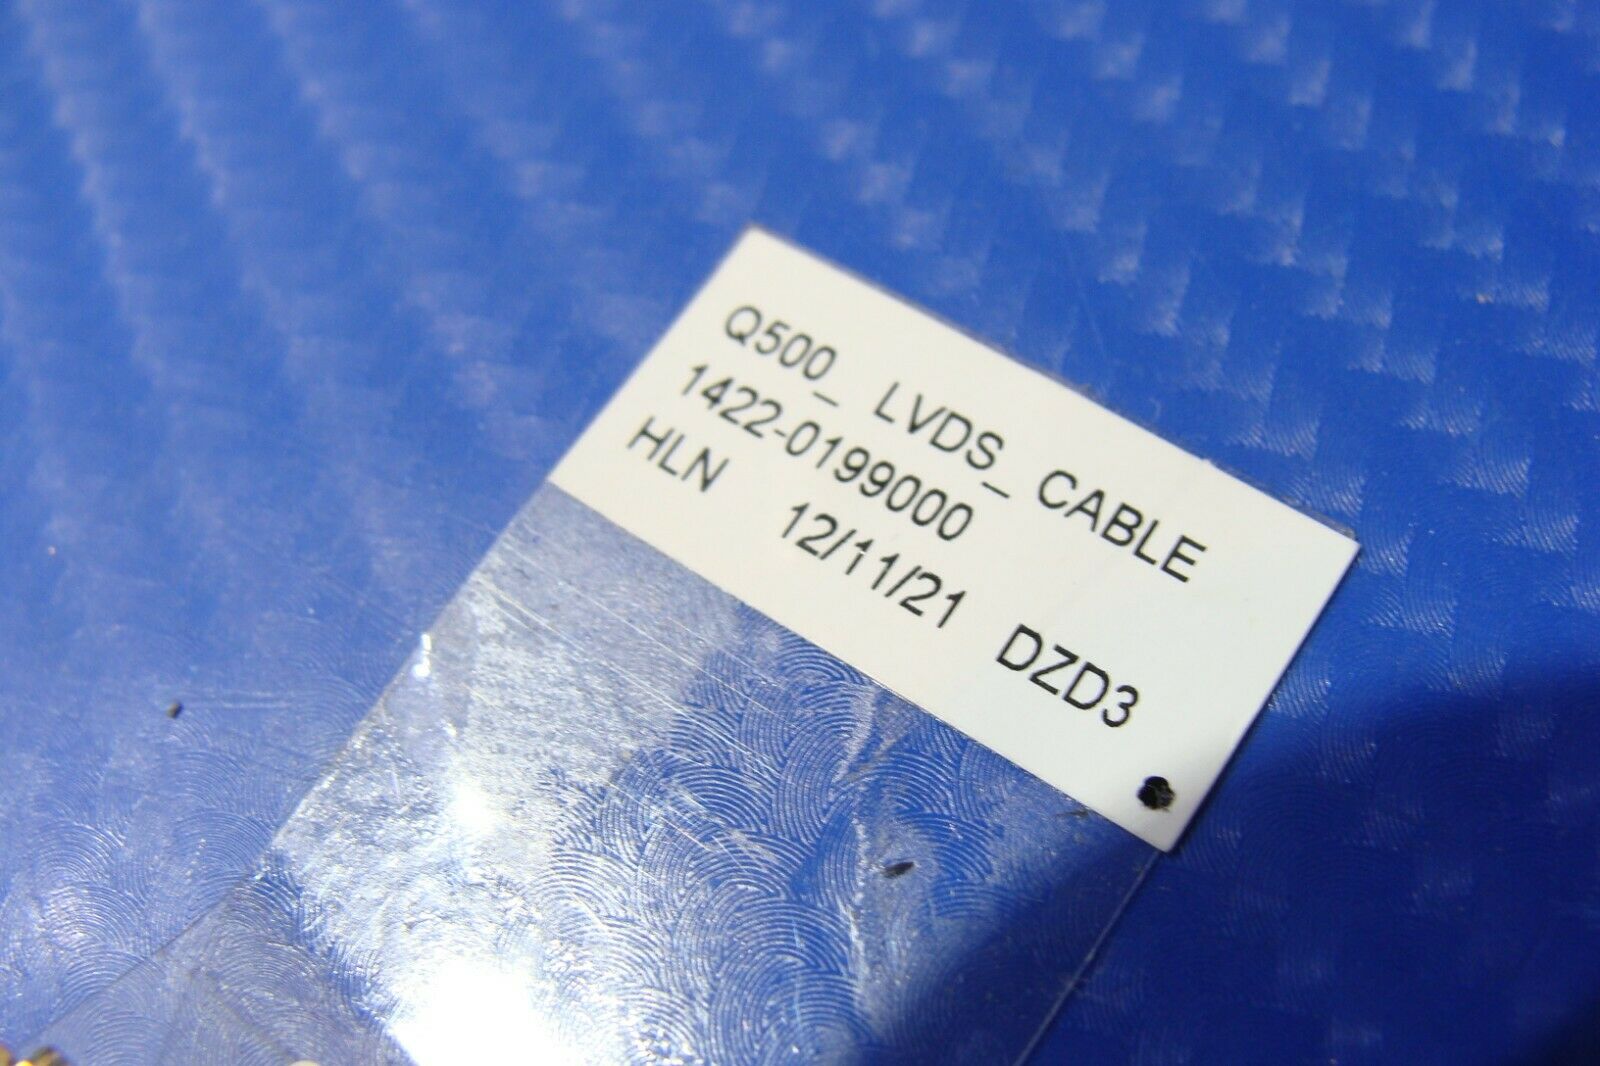 Q500_ LVDS_ CABLE
1422-0199000
HLN 12/11/21 DZD3